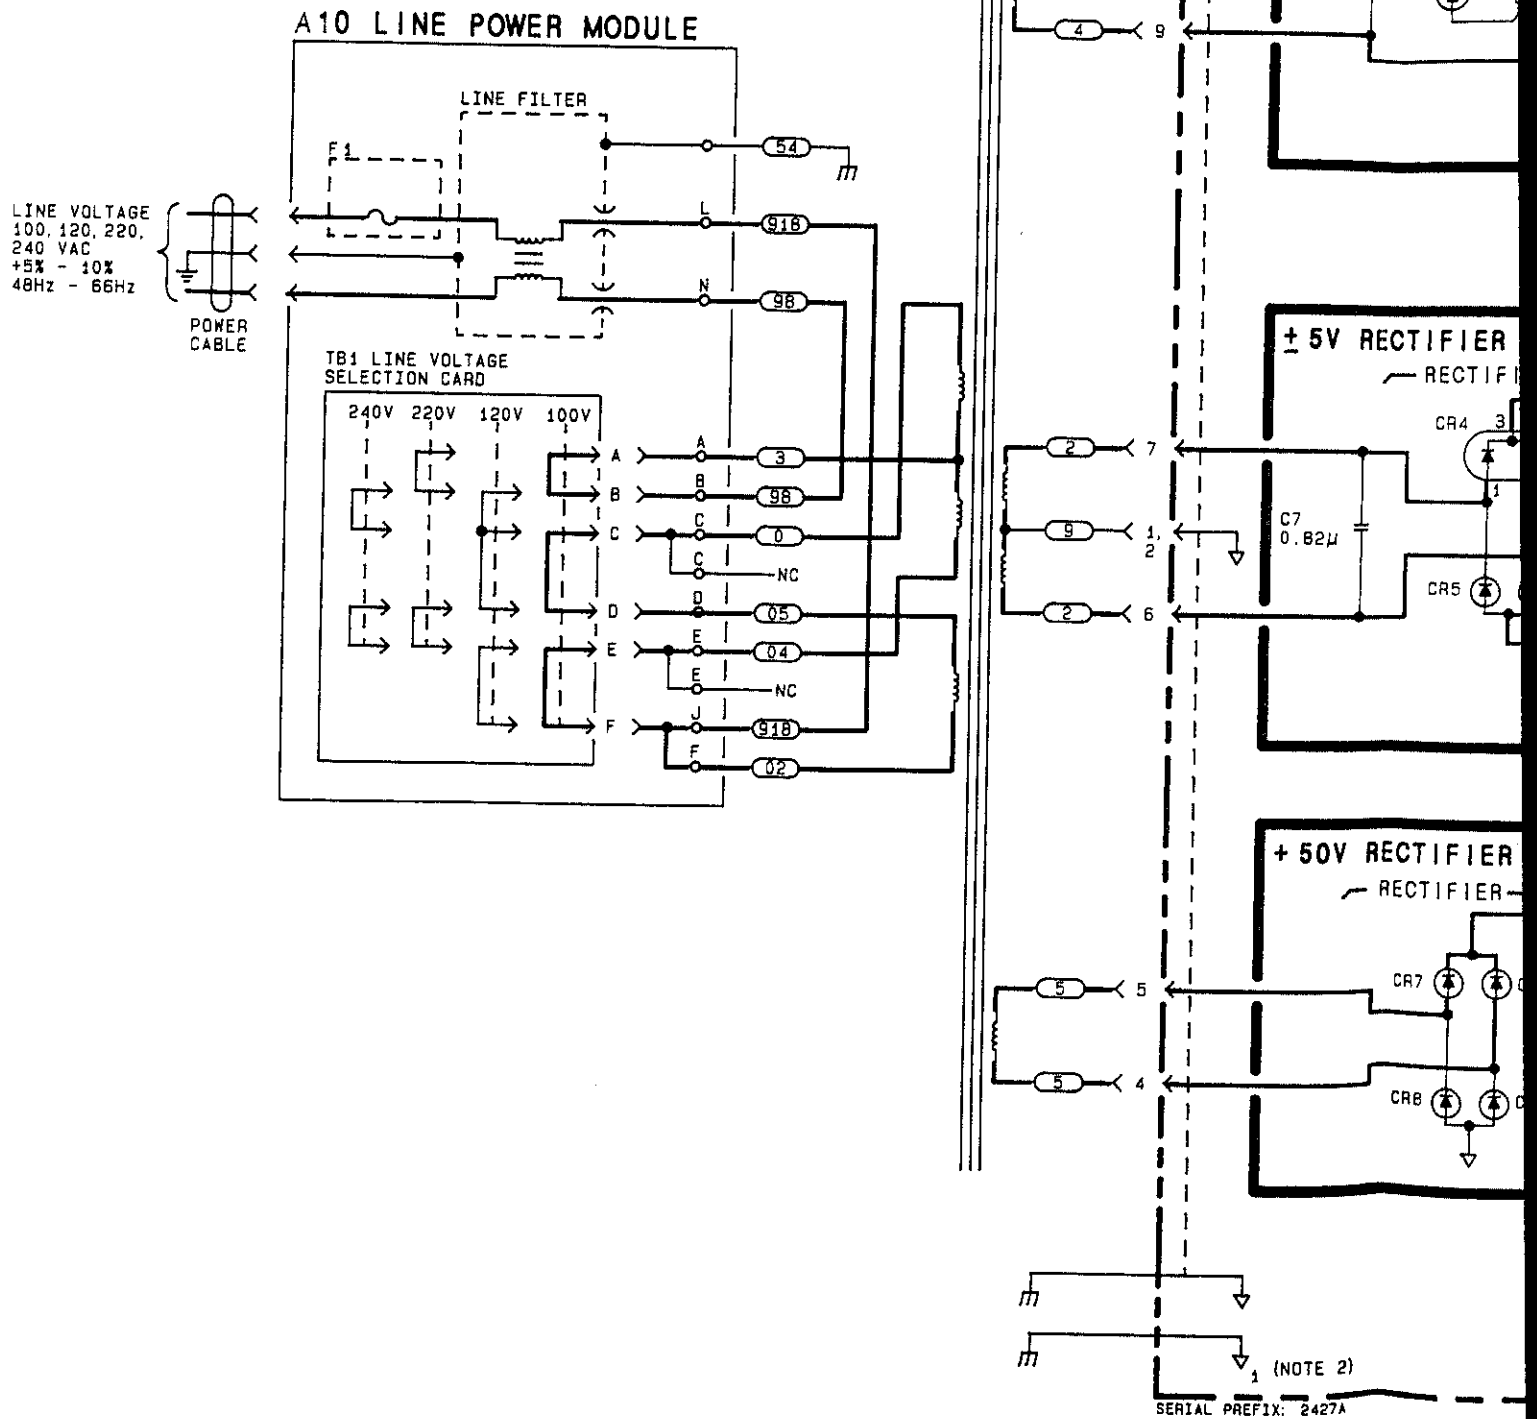 A10 LINE POWER MODULE
LINE FILTER
F1
54
LINE VOLTAGE
100, 120, 220,
240 VAC
+5% - 10%
48Hz - 66Hz
POWER
CABLE
L
918
N
98
TB1 LINE VOLTAGE
SELECTION CARD
240V 220V 120V 100V
A A 3
B B 98
C C 0
C NC
D D 05
E E 04
E NC
F J 918
F 02
4 9
± 5V RECTIFIER
RECTIFI
CR4 3
1
2 7
9 1,
2
C7
0.82µ
2 6
CR5
+ 50V RECTIFIER
RECTIFIER
CR7
5 5
5 4
CR8
1 (NOTE 2)
SERIAL PREFIX: 2427A